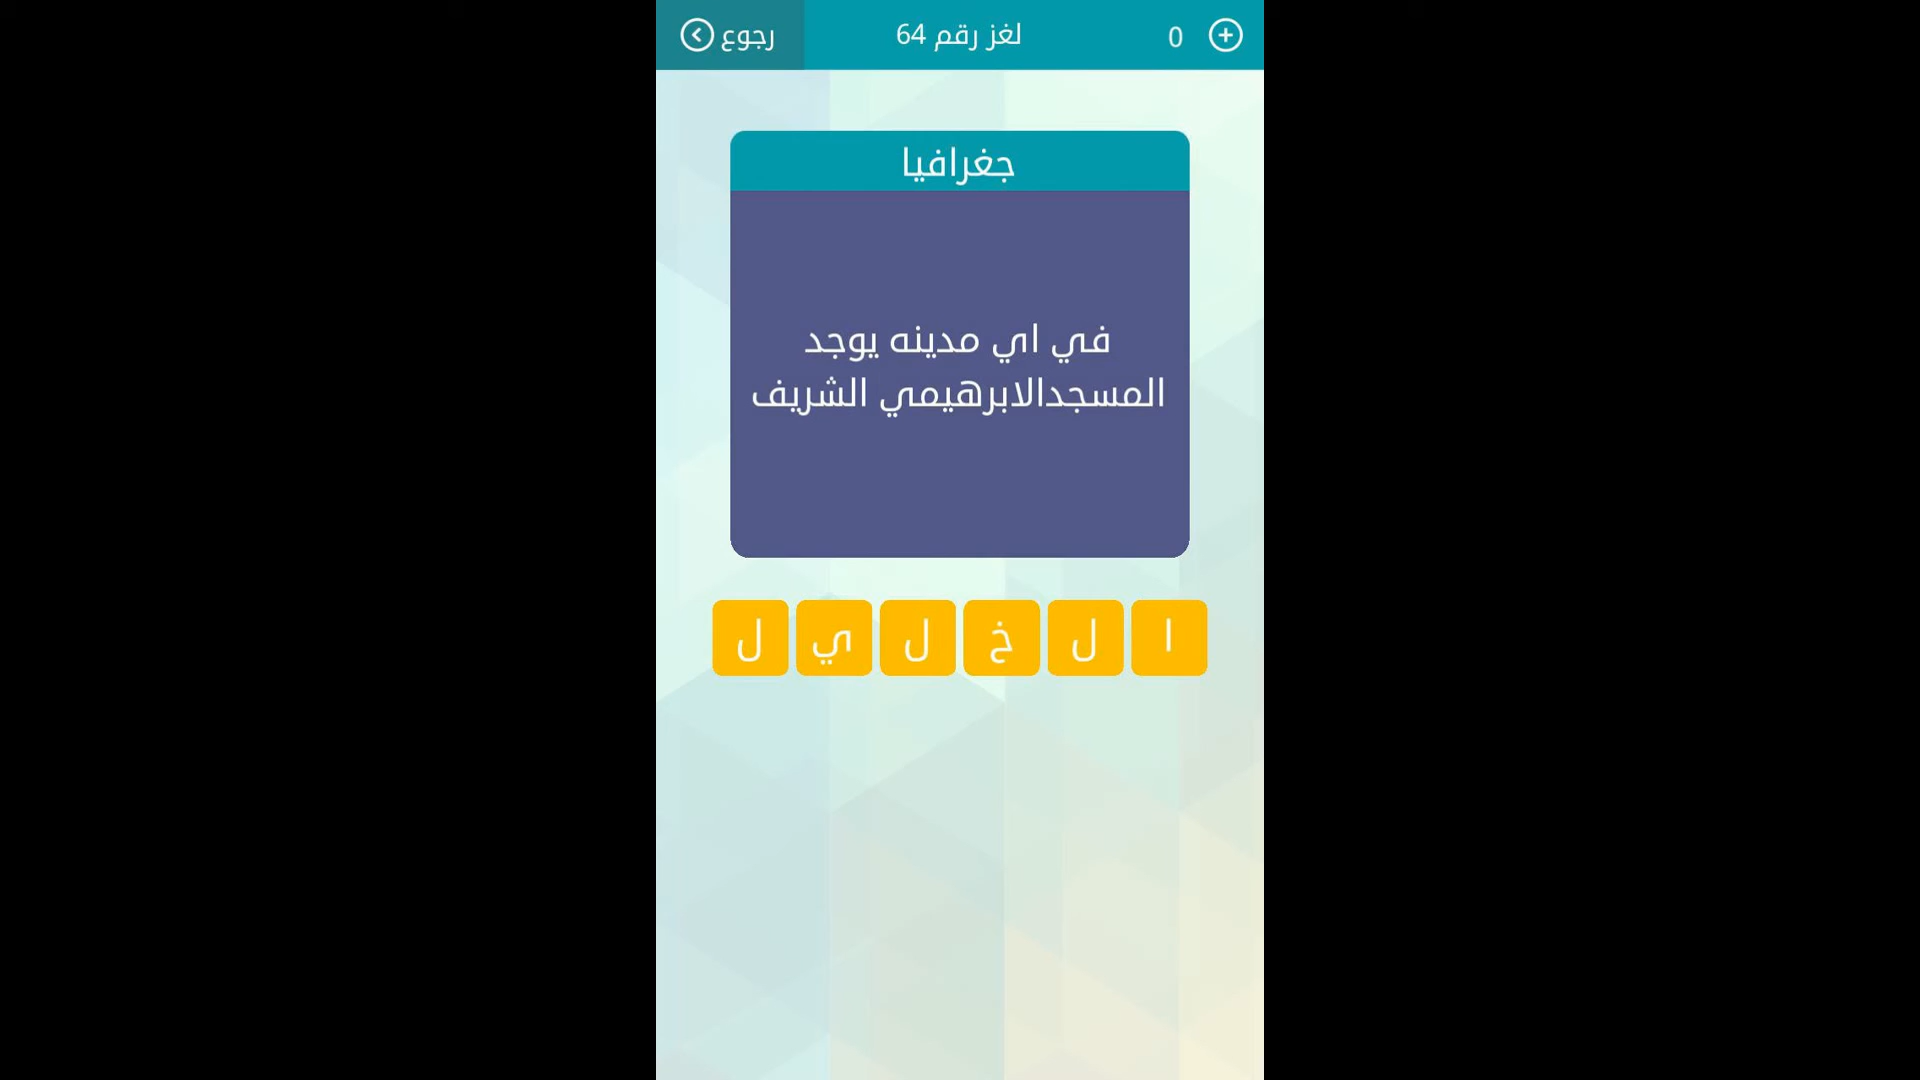 رجوع
لغز رقم 64
0
جغرافيا
في اي مدينه يوجد
المسجدالابرهيمي الشريف
ا ل خ ل ي ل